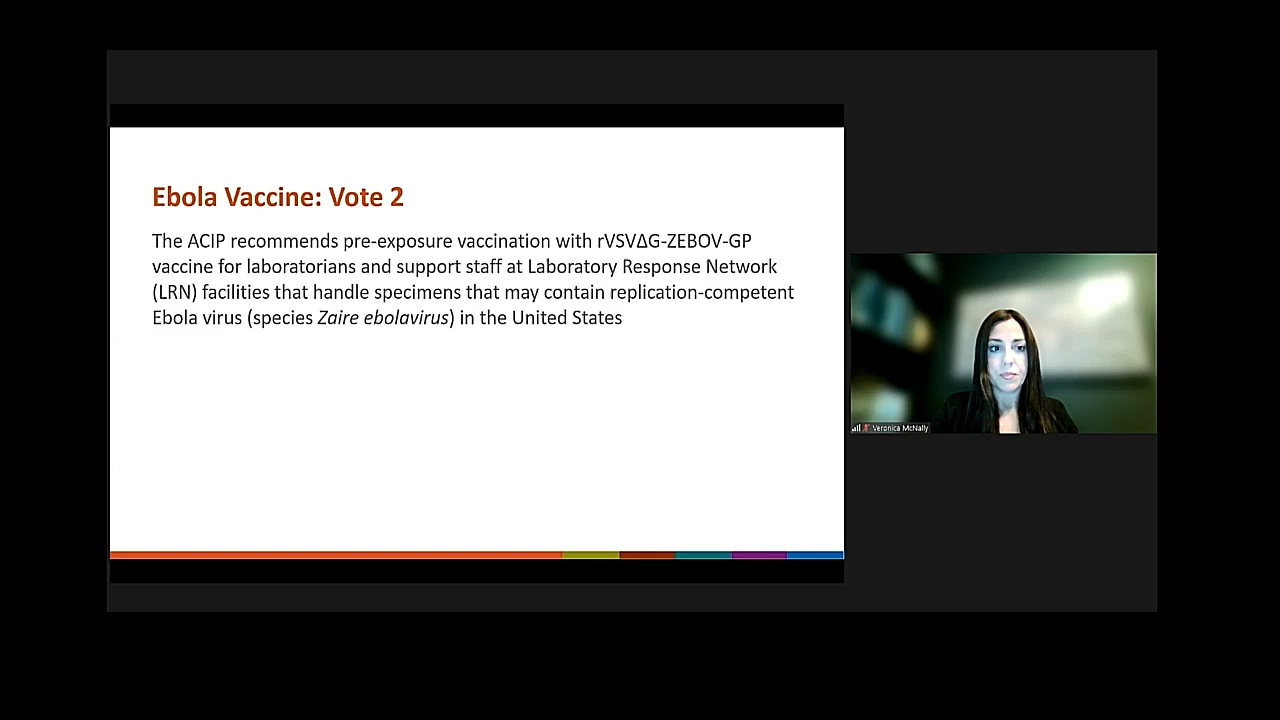 Ebola Vaccine: Vote 2
The ACIP recommends pre-exposure vaccination with rVSVΔG-ZEBOV-GP
vaccine for laboratorians and support staff at Laboratory Response Network
(LRN) facilities that handle specimens that may contain replication-competent
Ebola virus (species Zaire ebolavirus) in the United States
Veronica McNally